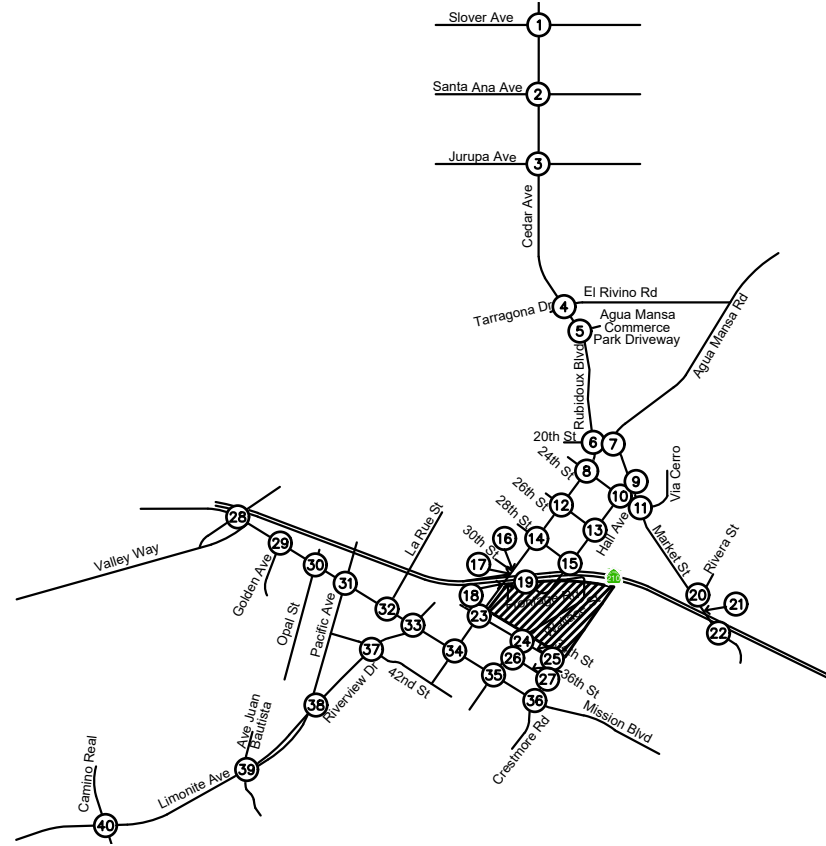 Slover Ave
1
Santa Ana Ave
2
Jurupa Ave
3
Cedar Ave
El Rivino Rd
4
Tarragona Dr
Agua Mansa
Commerce
Park Driveway
5
Agua Mansa Rd
Rubidoux Blvd
20th St
6
7
24th St
8
9
Via Cerro
10
26th St
12
11
28th St
13
Hall Ave
16
14
30th St
17
15
Market St
Rivera St
28
La Rue St
Valley Way
29
Golden Ave
30
31
19
210
18
20
21
22
Opal St
Pacific Ave
32
33
23
24
34
37
26
25
36th St
42nd St
35
27
38
Riverview Dr
36
Mission Blvd
Crestmore Rd
Ave Juan
Bautista
39
Limonite Ave
Camino Real
40